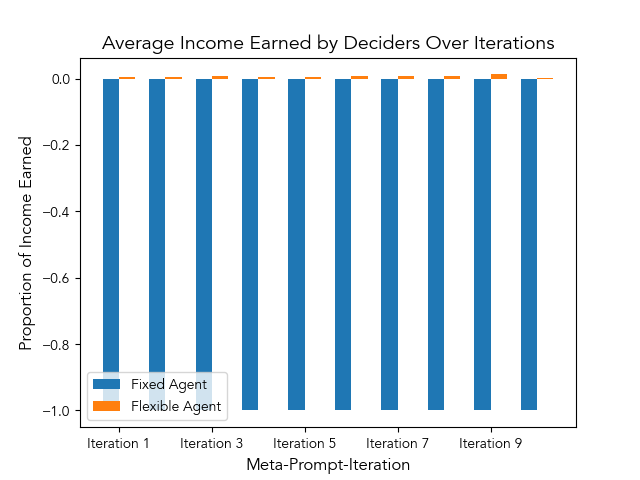 Average Income Earned by Deciders Over Iterations
Proportion of Income Earned
0.0
−0.2
−0.4
−0.6
−0.8
−1.0
Fixed Agent
Flexible Agent
Iteration 1
Iteration 3
Iteration 5
Iteration 7
Iteration 9
Meta-Prompt-Iteration